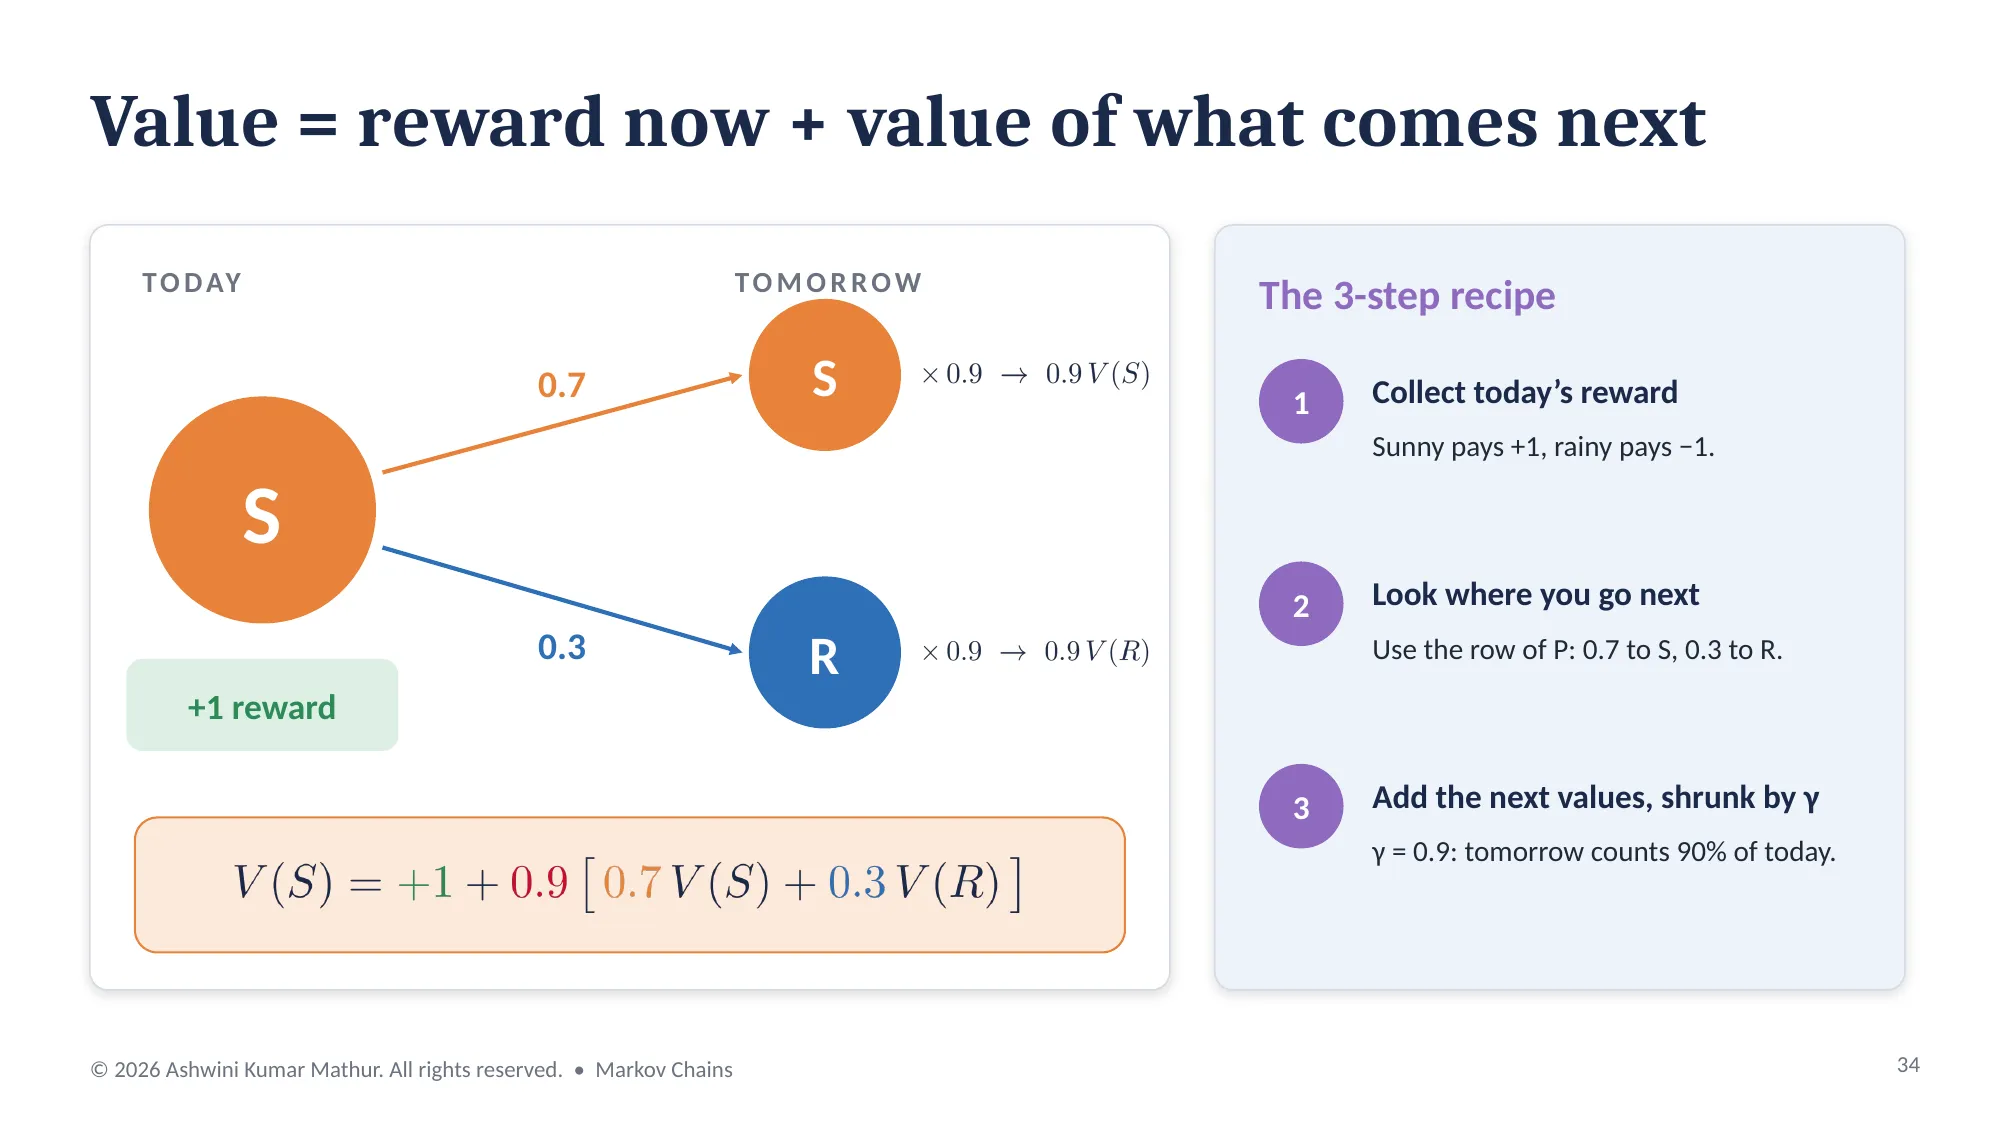 Value = reward now + value of what comes next
TODAY
TOMORROW
S
0.7
S
× 0.9 → 0.9 V(S)
0.3
R
× 0.9 → 0.9 V(R)
+1 reward
V(S) = +1 + 0.9 [ 0.7 V(S) + 0.3 V(R) ]
The 3-step recipe
1
Collect today’s reward
Sunny pays +1, rainy pays −1.
2
Look where you go next
Use the row of P: 0.7 to S, 0.3 to R.
3
Add the next values, shrunk by γ
γ = 0.9: tomorrow counts 90% of today.
© 2026 Ashwini Kumar Mathur. All rights reserved. • Markov Chains
34